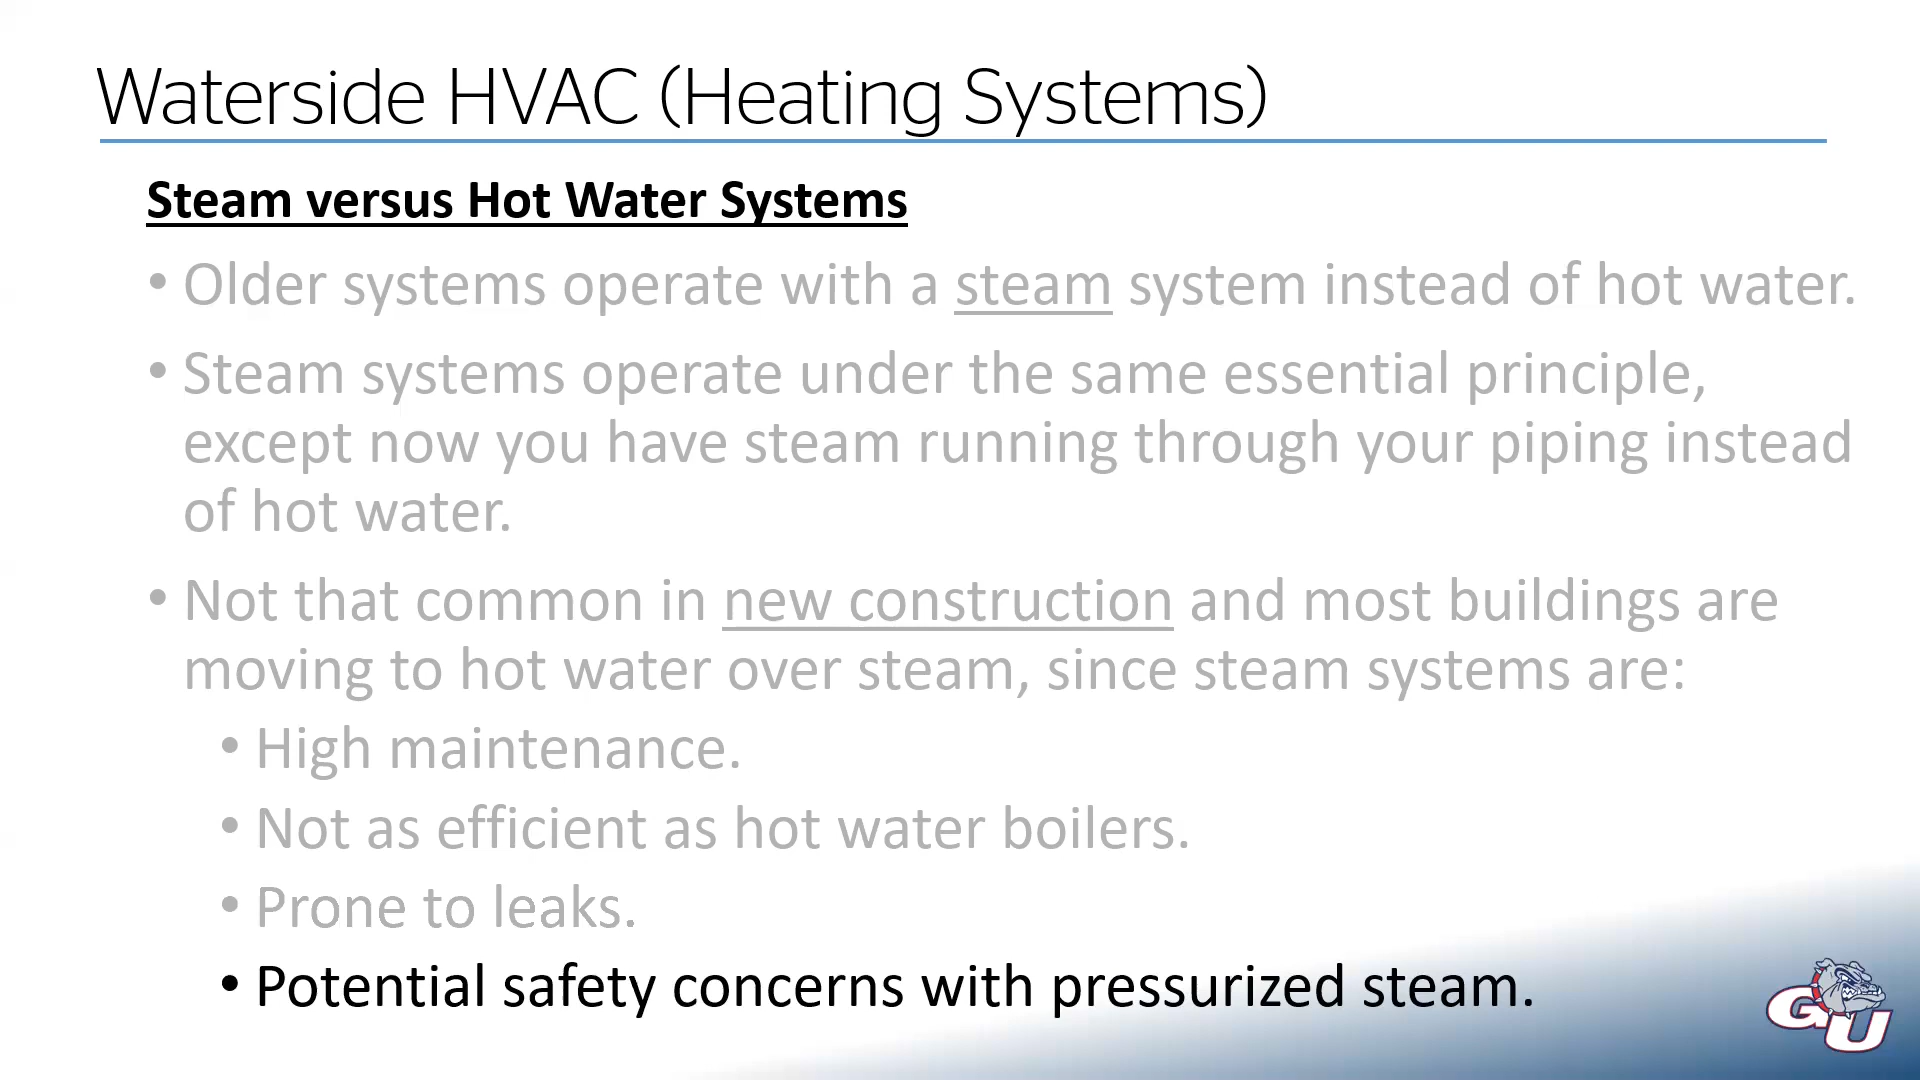 Waterside HVAC (Heating Systems)
Steam versus Hot Water Systems
• Older systems operate with a steam system instead of hot water.
• Steam systems operate under the same essential principle,
except now you have steam running through your piping instead
of hot water.
• Not that common in new construction and most buildings are
moving to hot water over steam, since steam systems are:
• High maintenance.
• Not as efficient as hot water boilers.
• Prone to leaks.
• Potential safety concerns with pressurized steam.
GU